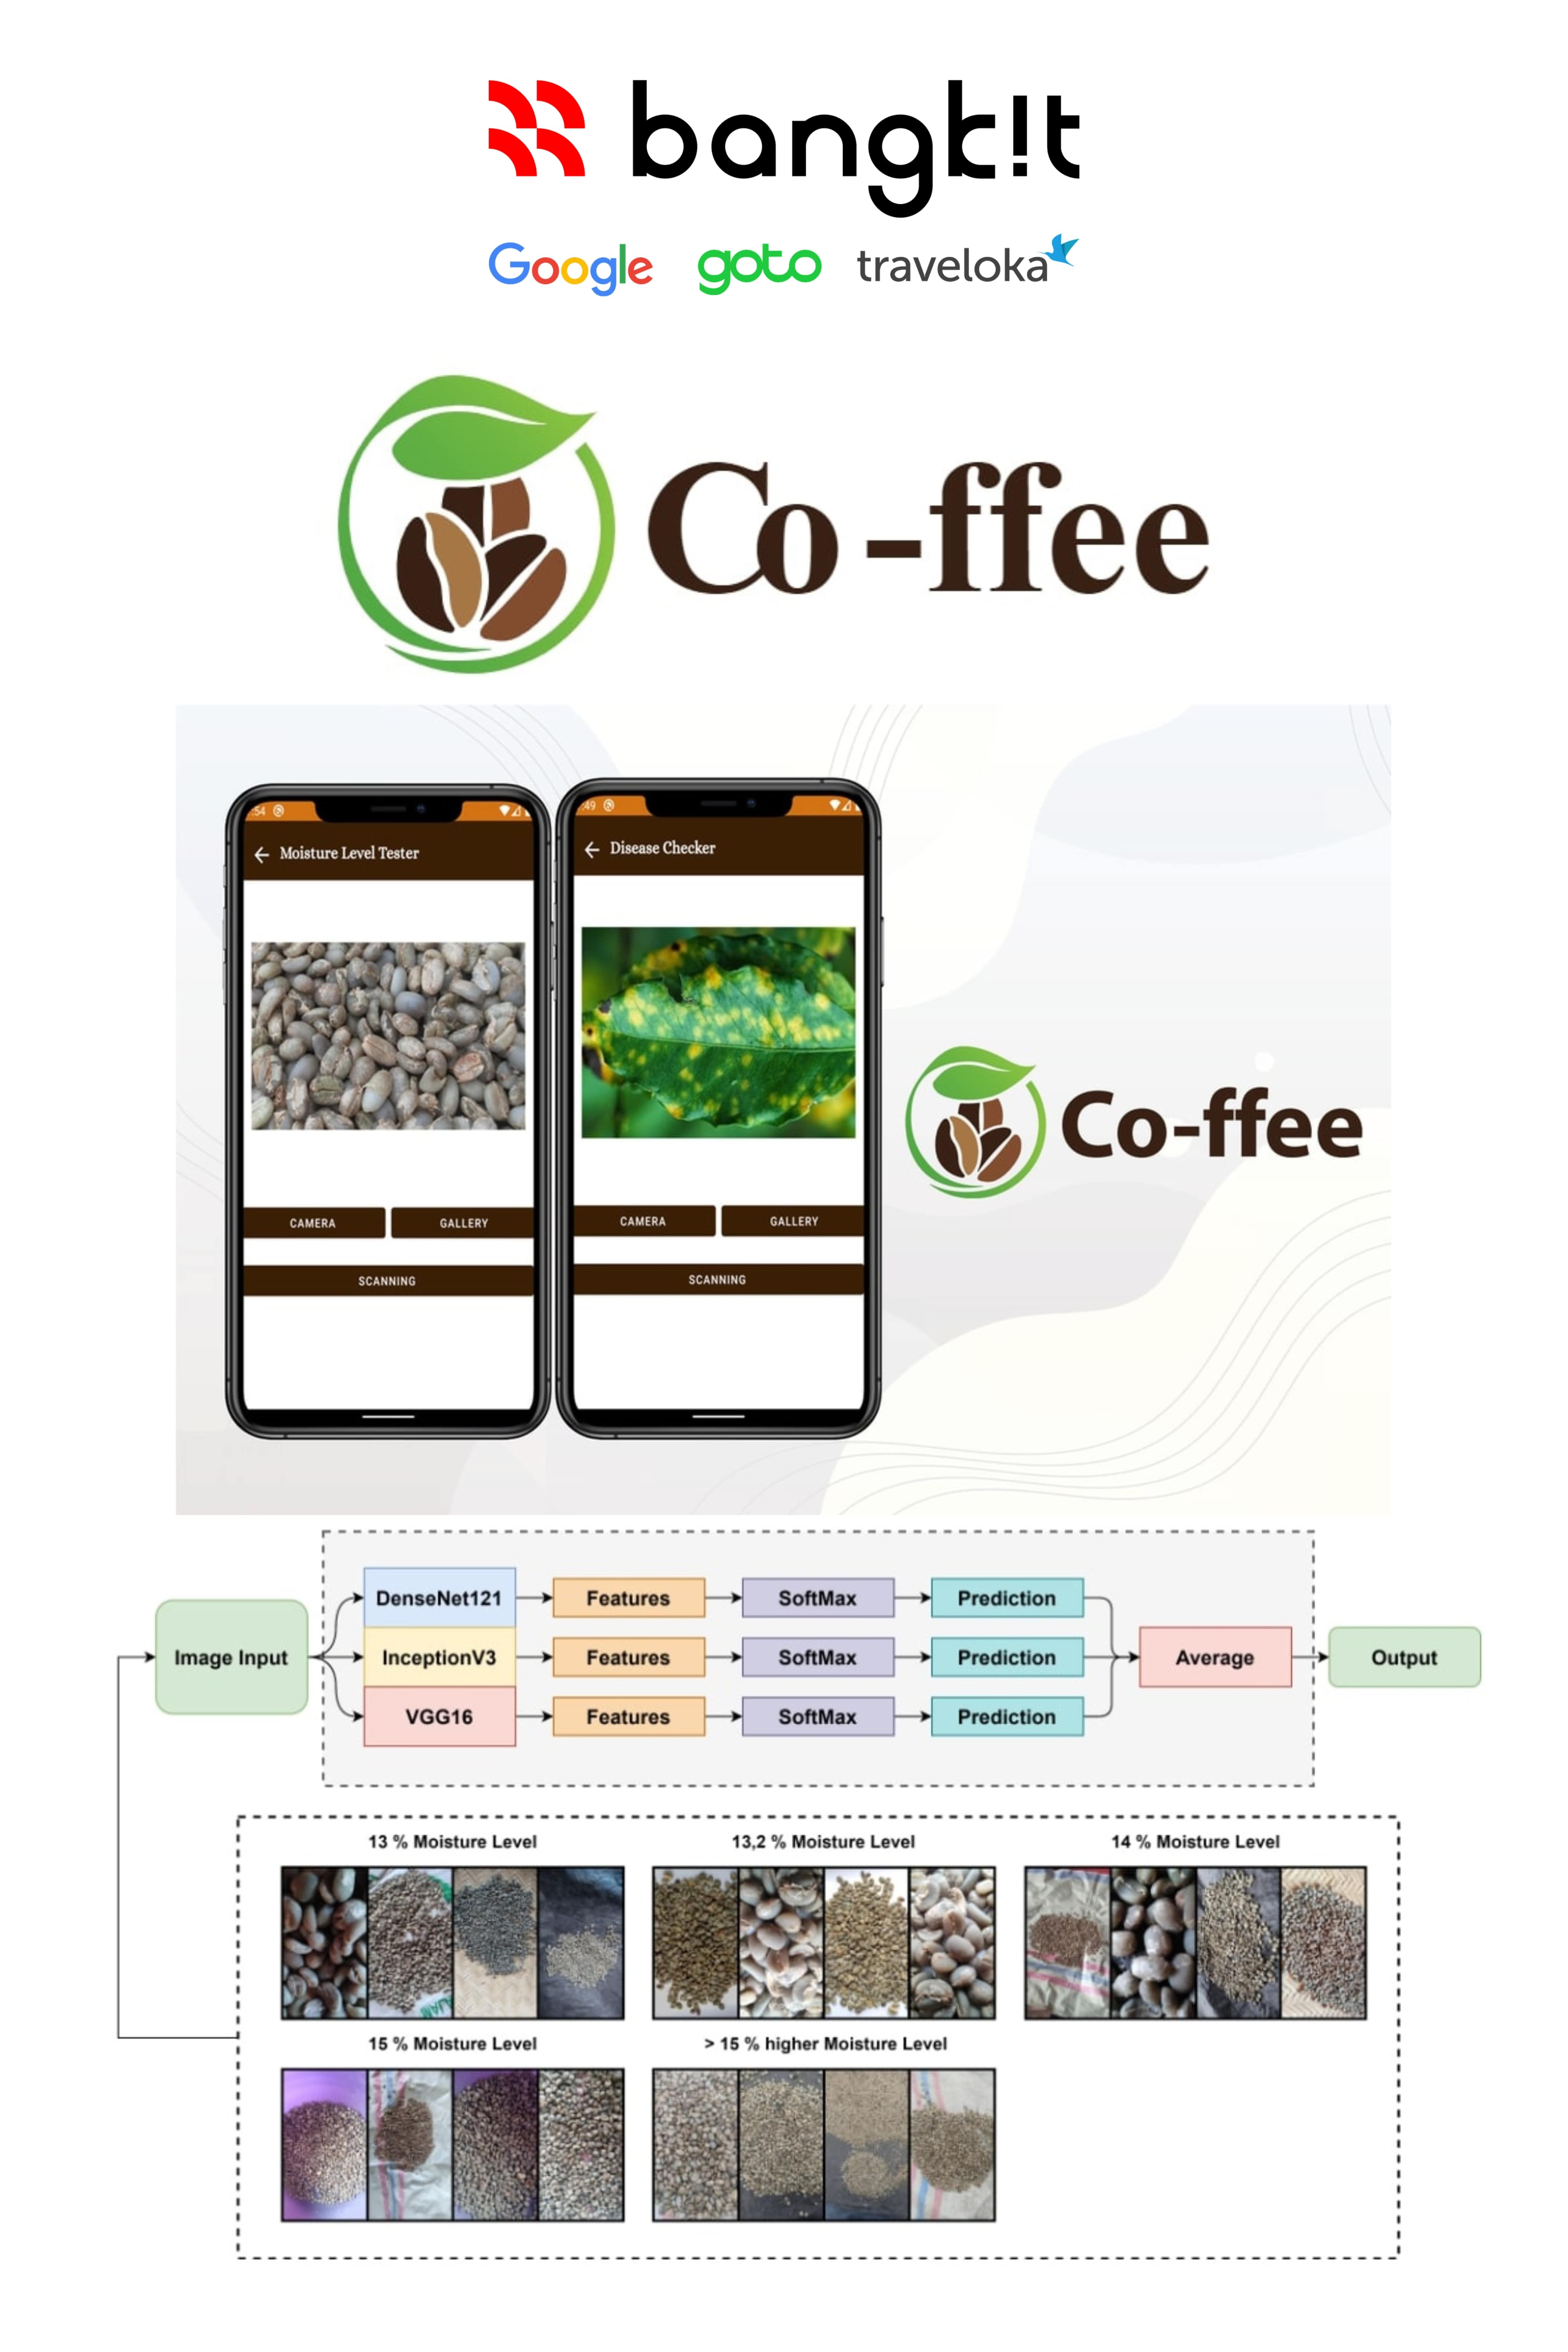 bangk!t
Google goto traveloka
Co-ffee
:54
Moisture Level Tester
CAMERA GALLERY
SCANNING
:49
Disease Checker
CAMERA GALLERY
SCANNING
Co-ffee
Image Input
DenseNet121 Features SoftMax Prediction
InceptionV3 Features SoftMax Prediction
VGG16 Features SoftMax Prediction
Average
Output
13 % Moisture Level
13,2 % Moisture Level
14 % Moisture Level
15 % Moisture Level
> 15 % higher Moisture Level